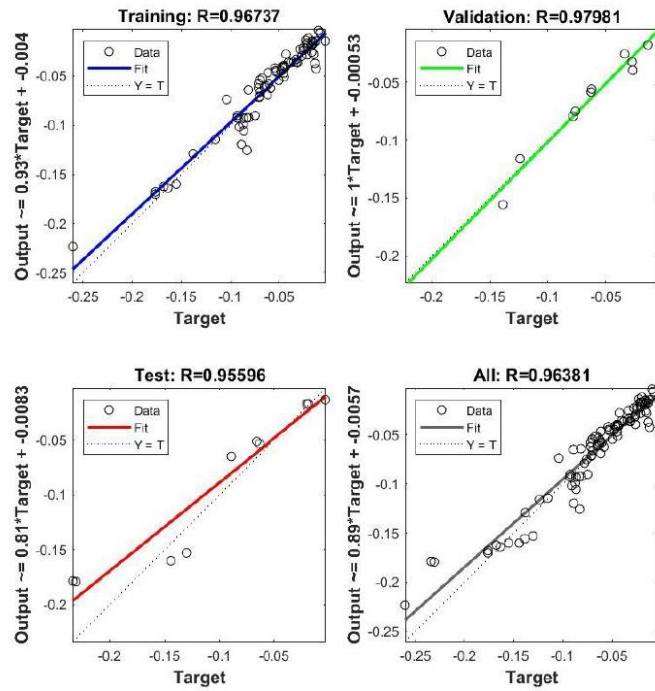 Training: R=0.96737
Output ~= 0.93*Target + -0.004
Data
Fit
Y = T
-0.05
-0.1
-0.15
-0.2
-0.25
-0.25 -0.2 -0.15 -0.1 -0.05
Target
Validation: R=0.97981
Output ~= 1*Target + -0.00053
Data
Fit
Y = T
-0.05
-0.1
-0.15
-0.2
-0.2 -0.15 -0.1 -0.05
Target
Test: R=0.95596
Output ~= 0.81*Target + -0.0083
Data
Fit
Y = T
-0.05
-0.1
-0.15
-0.2
-0.2 -0.15 -0.1 -0.05
Target
All: R=0.96381
Output ~= 0.89*Target + -0.0057
Data
Fit
Y = T
-0.05
-0.1
-0.15
-0.2
-0.25
-0.25 -0.2 -0.15 -0.1 -0.05
Target